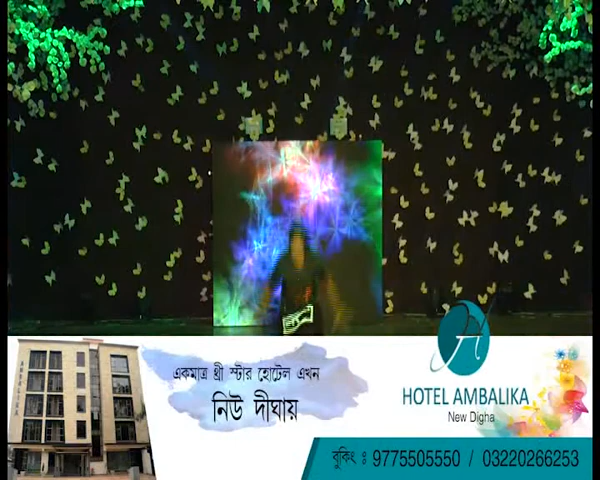 একমাত্র থ্রী স্টার হোটেল এখন
নিউ দীঘায়
HOTEL AMBALIKA
New Digha
বুকিং ঃ 9775505550 / 03220266253